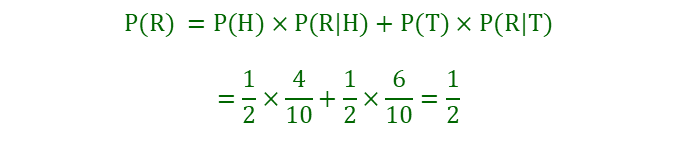 P(R) = P(H) × P(R|H) + P(T) × P(R|T)
= 1/2 × 4/10 + 1/2 × 6/10 = 1/2